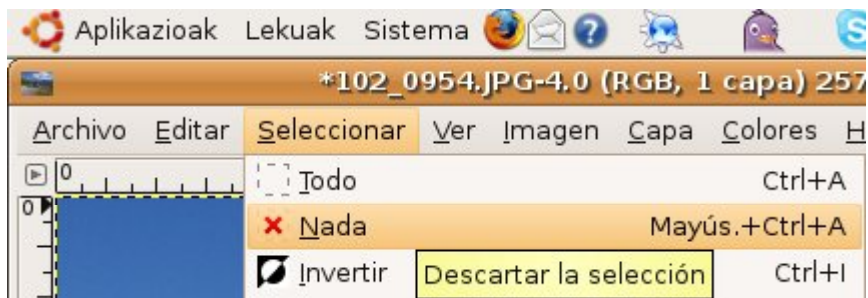 Aplikazioak Lekuak Sistema
*102_0954.JPG-4.0 (RGB, 1 capa) 257
Archivo Editar Seleccionar Ver Imagen Capa Colores H
0
Todo Ctrl+A
0
Nada Mayús.+Ctrl+A
Invertir Ctrl+I
Descartar la selección